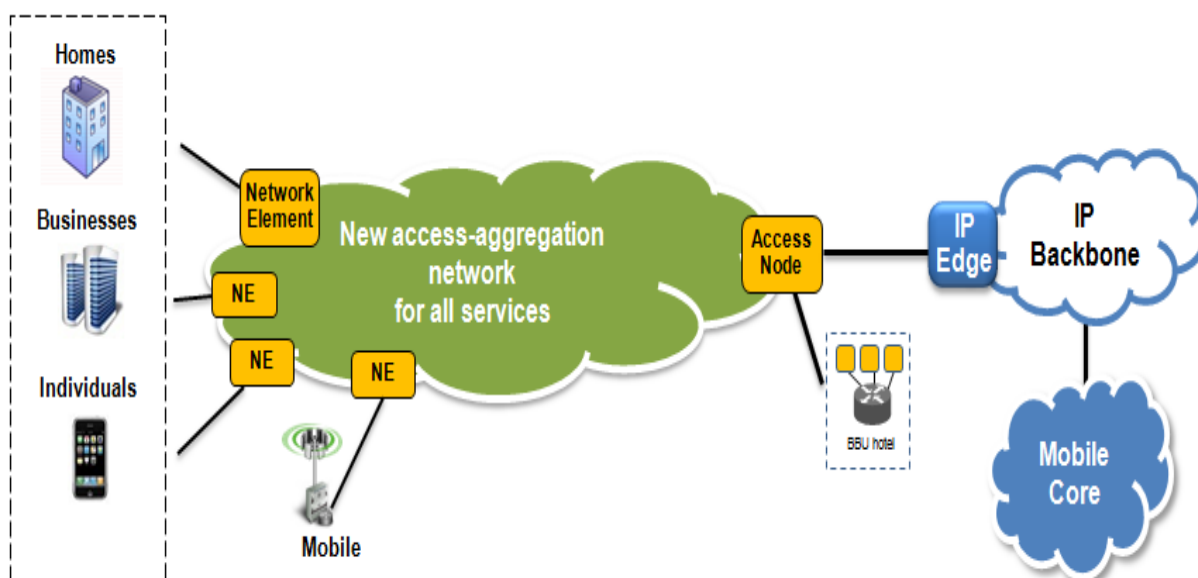 Homes
Businesses
Individuals
Network
Element
NE
NE
NE
Mobile
New access-aggregation
network
for all services
Access
Node
BBU hotel
IP
Edge
IP
Backbone
Mobile
Core